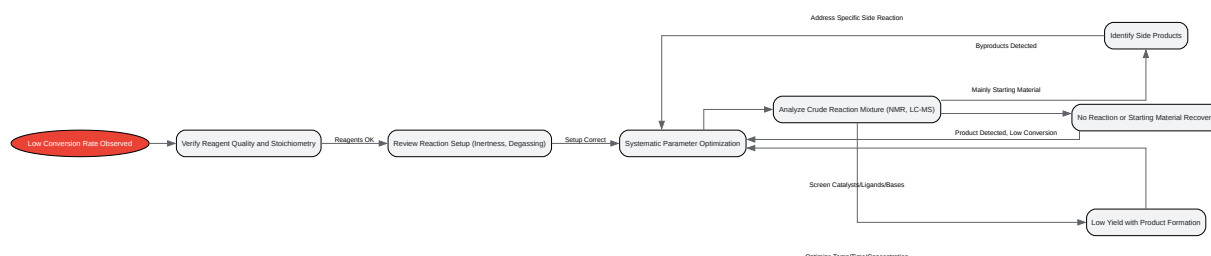 Address Specific Side Reaction
Identify Side Products
Byproducts Detected
Mainly Starting Material
Analyze Crude Reaction Mixture (NMR, LC-MS)
No Reaction or Starting Material Recover
Low Conversion Rate Observed
Verify Reagent Quality and Stoichiometry
Reagents OK
Review Reaction Setup (Inertness, Degassing)
Setup Correct
Systematic Parameter Optimization
Product Detected, Low Conversion
Screen Catalysts/Ligands/Bases
Low Yield with Product Formation